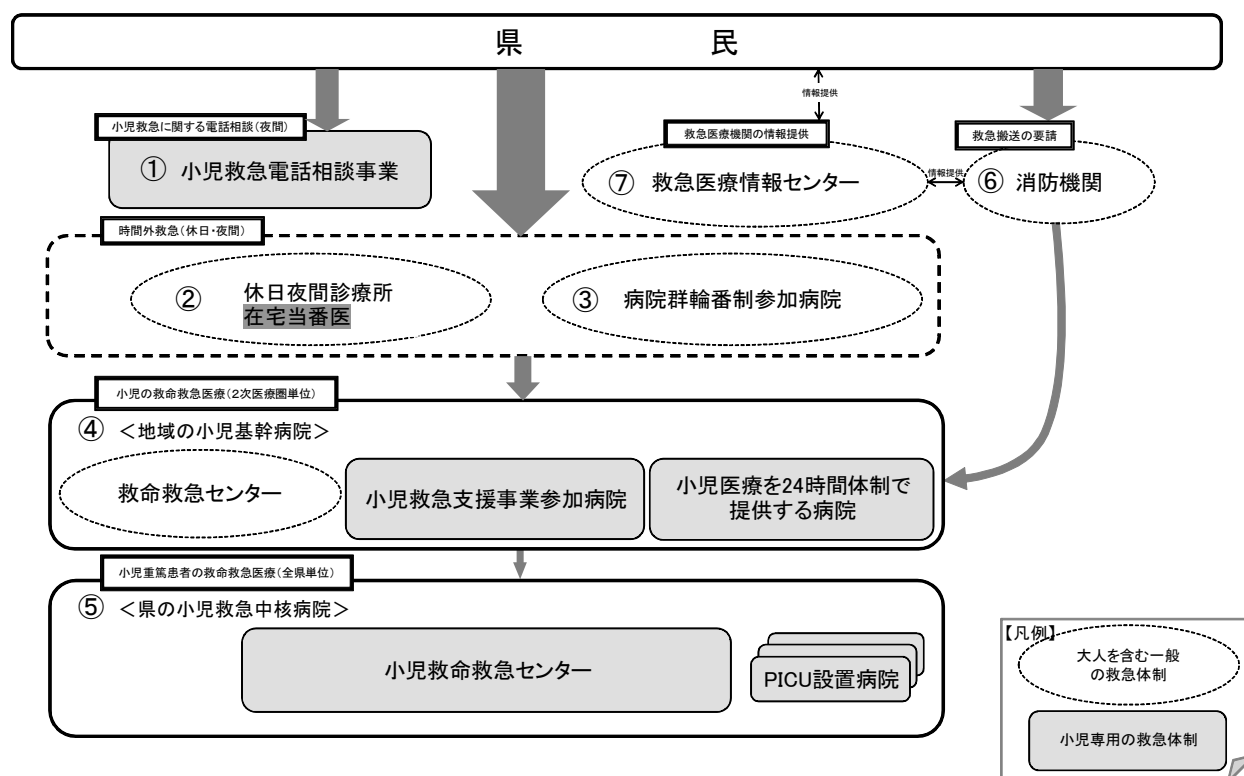 県 民
情報提供
小児救急に関する電話相談(夜間)
① 小児救急電話相談事業
救急医療機関の情報提供
⑦ 救急医療情報センター
情報提供
救急搬送の要請
⑥ 消防機関
時間外救急(休日・夜間)
② 休日夜間診療所
在宅当番医
③ 病院群輪番制参加病院
小児の救命救急医療(2次医療圏単位)
④ <地域の小児基幹病院>
救命救急センター
小児救急支援事業参加病院
小児医療を24時間体制で
提供する病院
小児重篤患者の救命救急医療(全県単位)
⑤ <県の小児救急中核病院>
小児救命救急センター
PICU設置病院
【凡例】
大人を含む一般
の救急体制
小児専用の救急体制